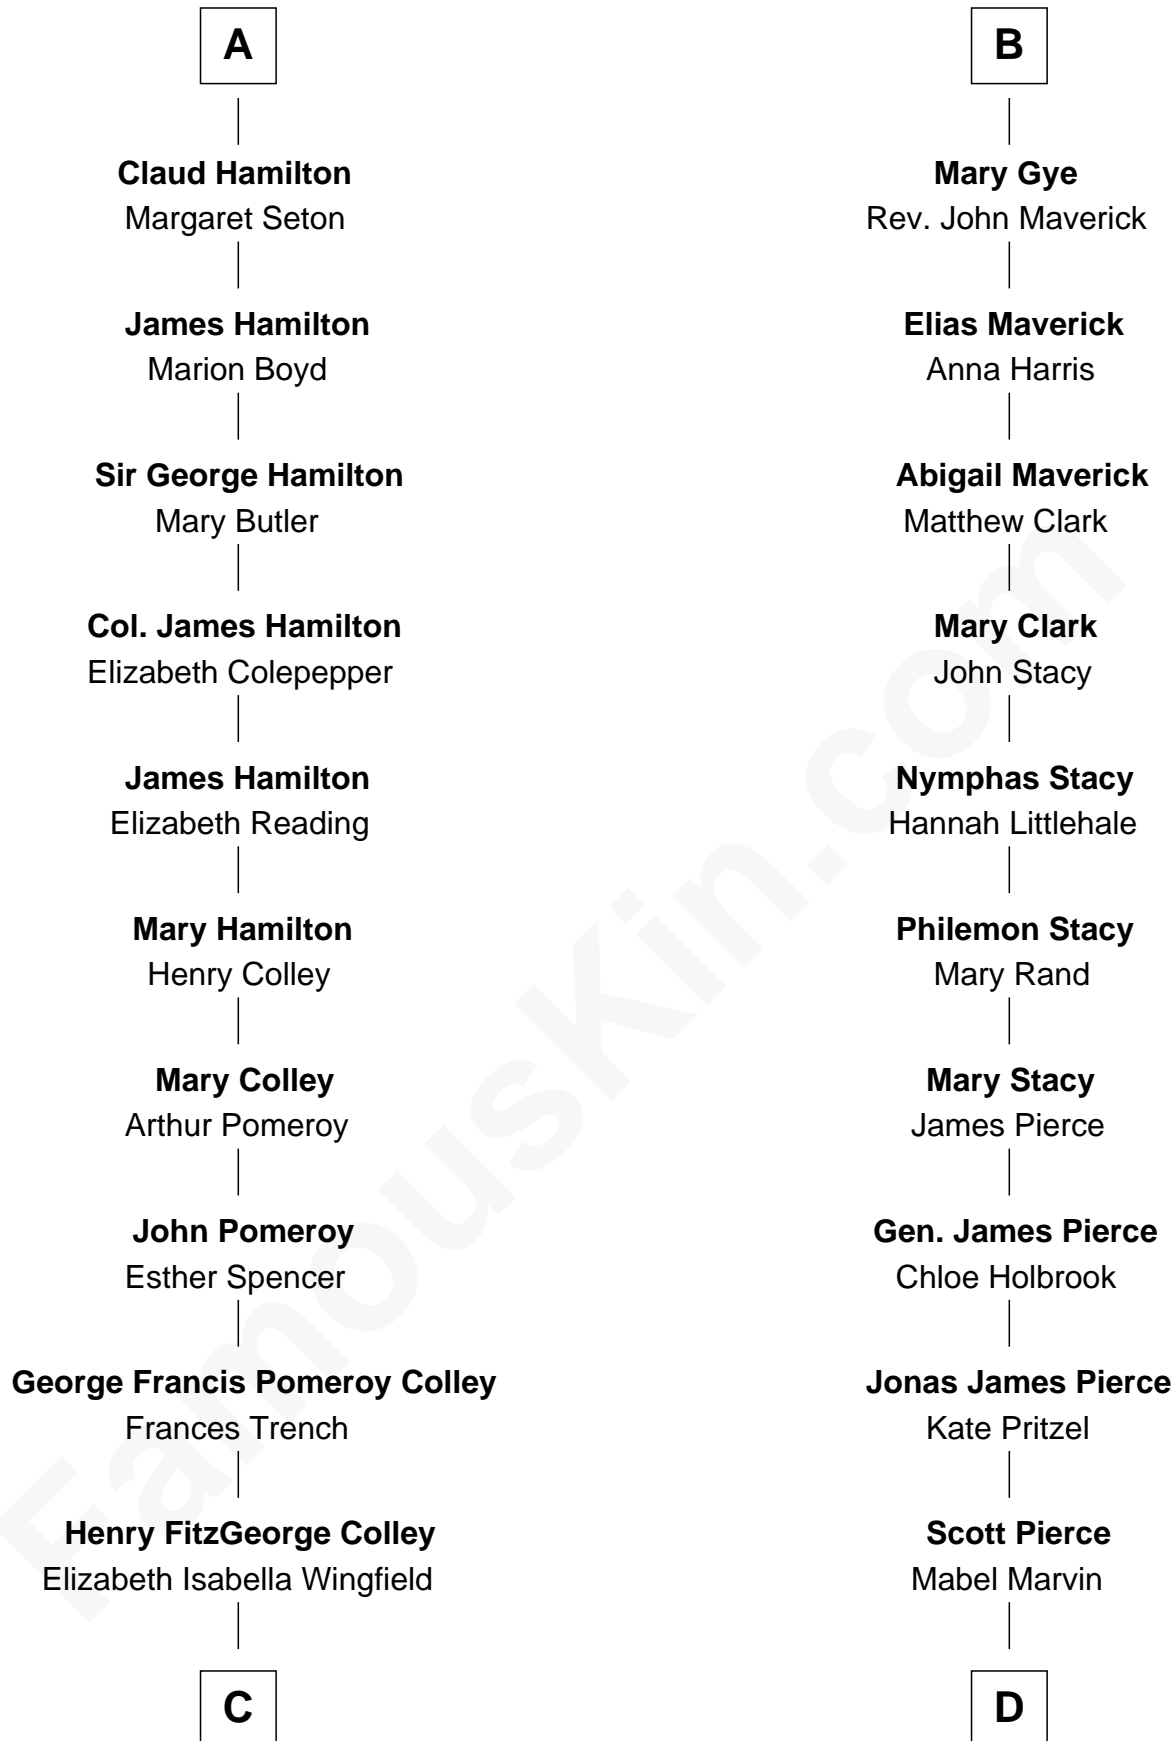 A
Claud Hamilton
Margaret Seton
James Hamilton
Marion Boyd
Sir George Hamilton
Mary Butler
Col. James Hamilton
Elizabeth Colepepper
James Hamilton
Elizabeth Reading
Mary Hamilton
Henry Colley
Mary Colley
Arthur Pomeroy
John Pomeroy
Esther Spencer
George Francis Pomeroy Colley
Frances Trench
Henry FitzGeorge Colley
Elizabeth Isabella Wingfield
C
B
Mary Gye
Rev. John Maverick
Elias Maverick
Anna Harris
Abigail Maverick
Matthew Clark
Mary Clark
John Stacy
Nymphas Stacy
Hannah Littlehale
Philemon Stacy
Mary Rand
Mary Stacy
James Pierce
Gen. James Pierce
Chloe Holbrook
Jonas James Pierce
Kate Pritzel
Scott Pierce
Mabel Marvin
D
FamousKin.com